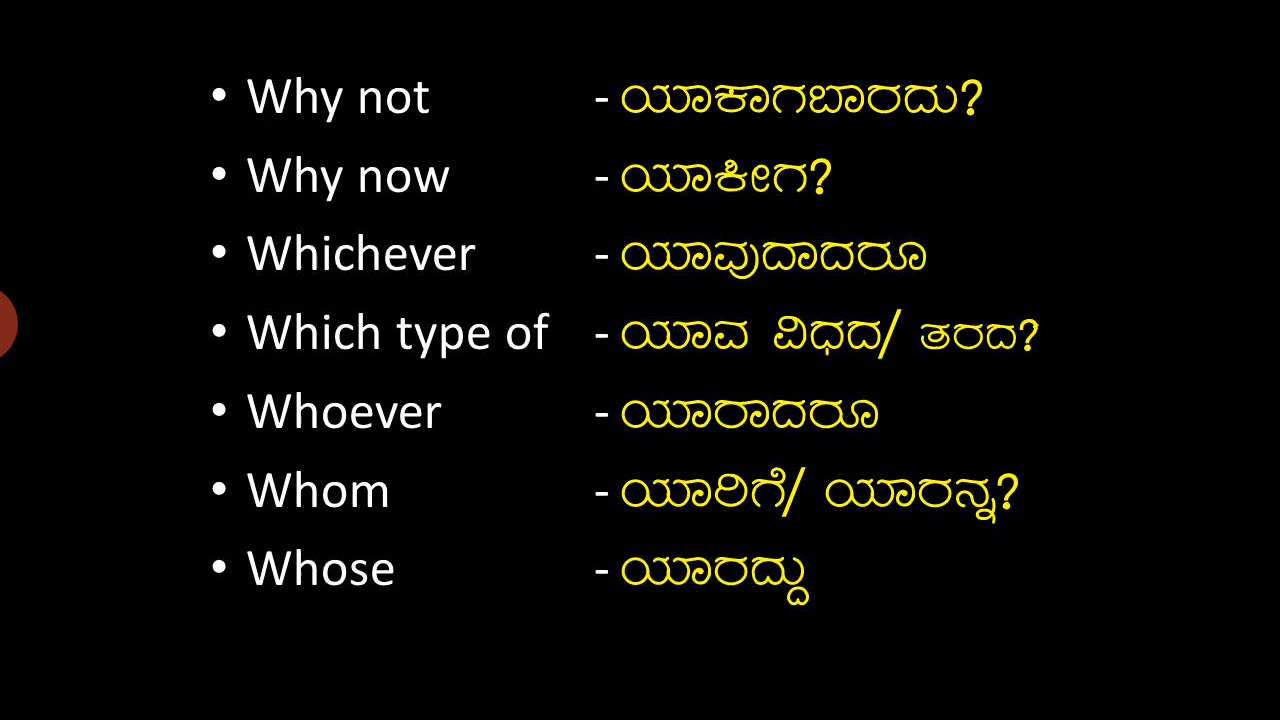 • Why not - ಯಾಕಾಗಬಾರದು?
• Why now - ಯಾಕೀಗ?
• Whichever - ಯಾವುದಾದರೂ
• Which type of - ಯಾವ ವಿಧದ/ ತರದ?
• Whoever - ಯಾರಾದರೂ
• Whom - ಯಾರಿಗೆ/ ಯಾರನ್ನ?
• Whose - ಯಾರದ್ದು